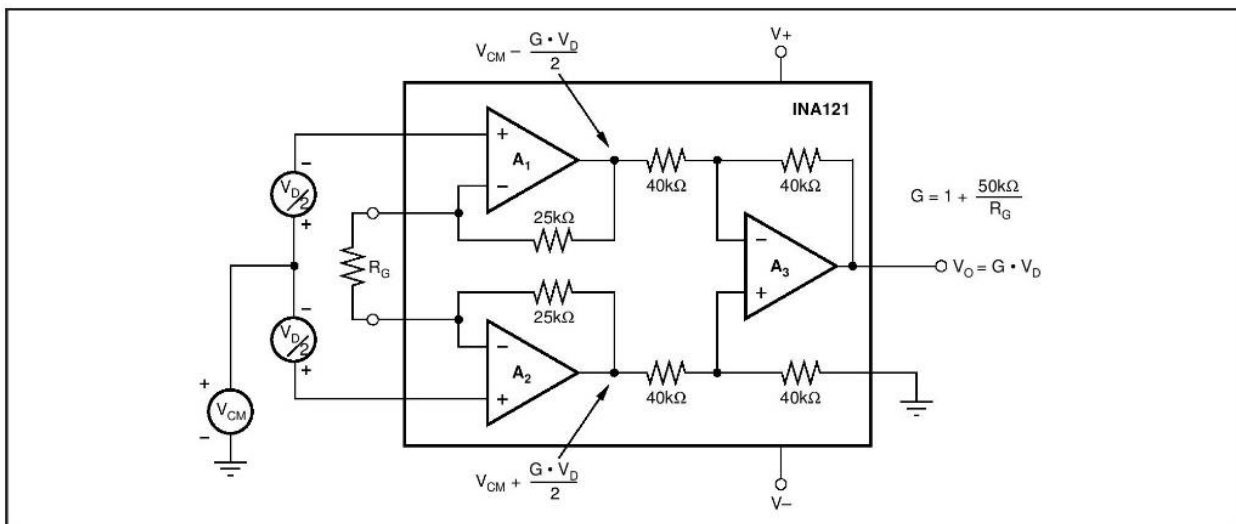 V+
V_CM – G • V_D / 2
INA121
+
A₁
–
–
V_D/2
+
40kΩ
40kΩ
G = 1 + 50kΩ / R_G
25kΩ
R_G
–
A₃
+
V_O = G • V_D
–
V_D/2
+
25kΩ
–
A₂
+
40kΩ
40kΩ
+
V_CM
–
V_CM + G • V_D / 2
V–